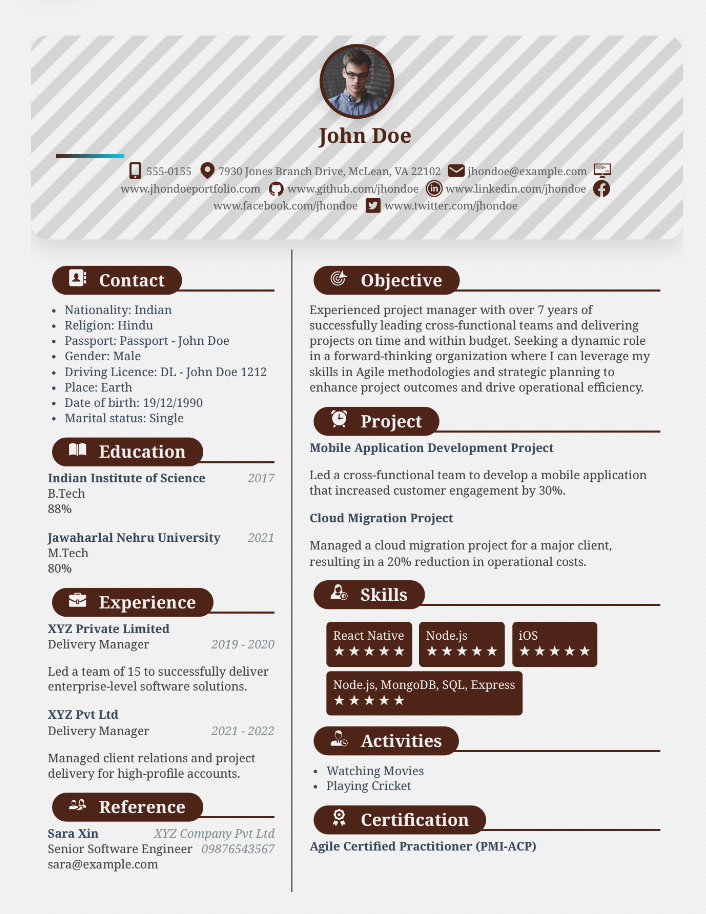 John Doe
555-0155 7930 Jones Branch Drive, McLean, VA 22102 jhondoe@example.com
www.jhondoeportfolio.com www.github.com/jhondoe www.linkedin.com/jhondoe
www.facebook.com/jhondoe www.twitter.com/jhondoe
Contact
• Nationality: Indian
• Religion: Hindu
• Passport: Passport - John Doe
• Gender: Male
• Driving Licence: DL - John Doe 1212
• Place: Earth
• Date of birth: 19/12/1990
• Marital status: Single
Education
Indian Institute of Science 2017
B.Tech
88%
Jawaharlal Nehru University 2021
M.Tech
80%
Experience
XYZ Private Limited
Delivery Manager 2019 - 2020
Led a team of 15 to successfully deliver
enterprise-level software solutions.
XYZ Pvt Ltd
Delivery Manager 2021 - 2022
Managed client relations and project
delivery for high-profile accounts.
Reference
Sara Xin XYZ Company Pvt Ltd
Senior Software Engineer 09876543567
sara@example.com
Objective
Experienced project manager with over 7 years of
successfully leading cross-functional teams and delivering
projects on time and within budget. Seeking a dynamic role
in a forward-thinking organization where I can leverage my
skills in Agile methodologies and strategic planning to
enhance project outcomes and drive operational efficiency.
Project
Mobile Application Development Project
Led a cross-functional team to develop a mobile application
that increased customer engagement by 30%.
Cloud Migration Project
Managed a cloud migration project for a major client,
resulting in a 20% reduction in operational costs.
Skills
React Native Node.js iOS
★★★★★ ★★★★★ ★★★★★
Node.js, MongoDB, SQL, Express
★★★★★
Activities
• Watching Movies
• Playing Cricket
Certification
Agile Certified Practitioner (PMI-ACP)